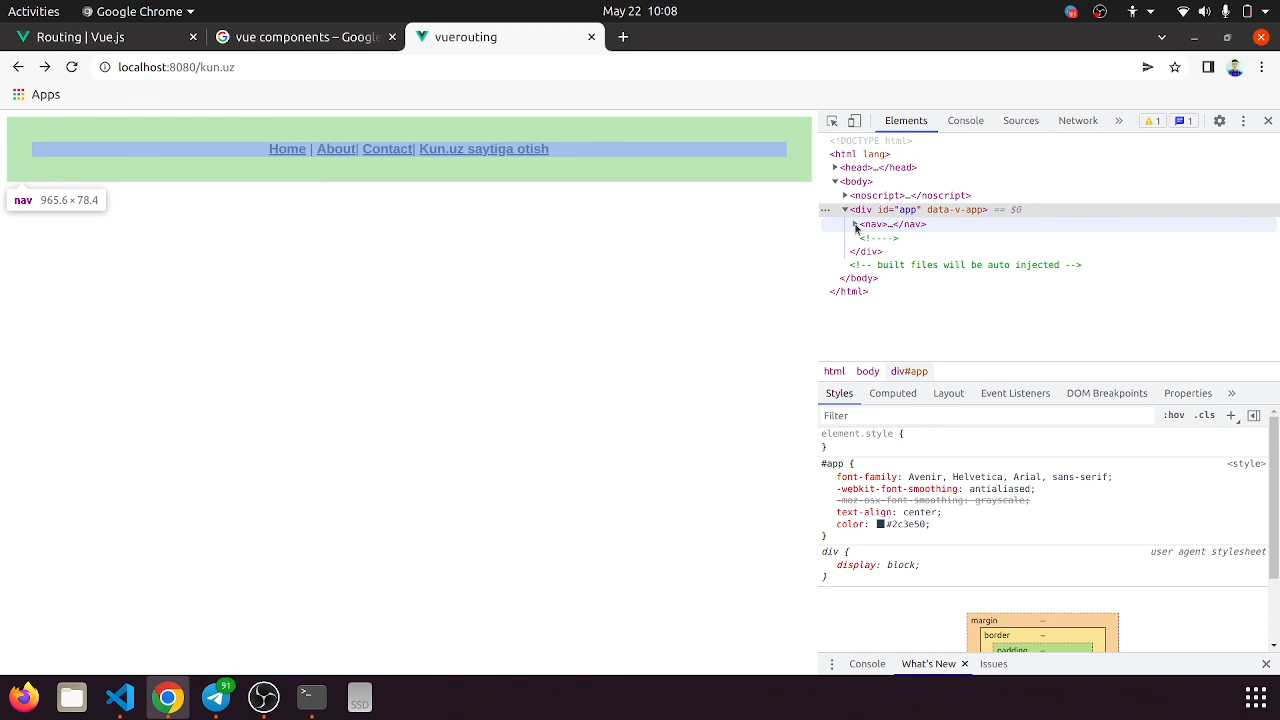 Activities Google Chrome May 22 10:08
Routing | Vue.js vue components – Google vuerouting
localhost:8080/kun.uz
Apps
Home | About| Contact| Kun.uz saytiga otish
nav 965.6 × 78.4
Elements Console Sources Network » 1 1
<!DOCTYPE html>
<html lang>
<head>…</head>
<body>
<noscript>…</noscript>
… <div id="app" data-v-app> == $0
<nav>…</nav>
<!---->
</div>
<!-- built files will be auto injected -->
</body>
</html>
html body div#app
Styles Computed Layout Event Listeners DOM Breakpoints Properties »
Filter :hov .cls +
element.style {
}
#app { <style>
font-family: Avenir, Helvetica, Arial, sans-serif;
-webkit-font-smoothing: antialiased;
-moz-osx-font-smoothing: grayscale;
text-align: center;
color: #2c3e50;
}
div { user agent stylesheet
display: block;
}
margin –
border –
padding –
Console What's New × Issues
91
SSD